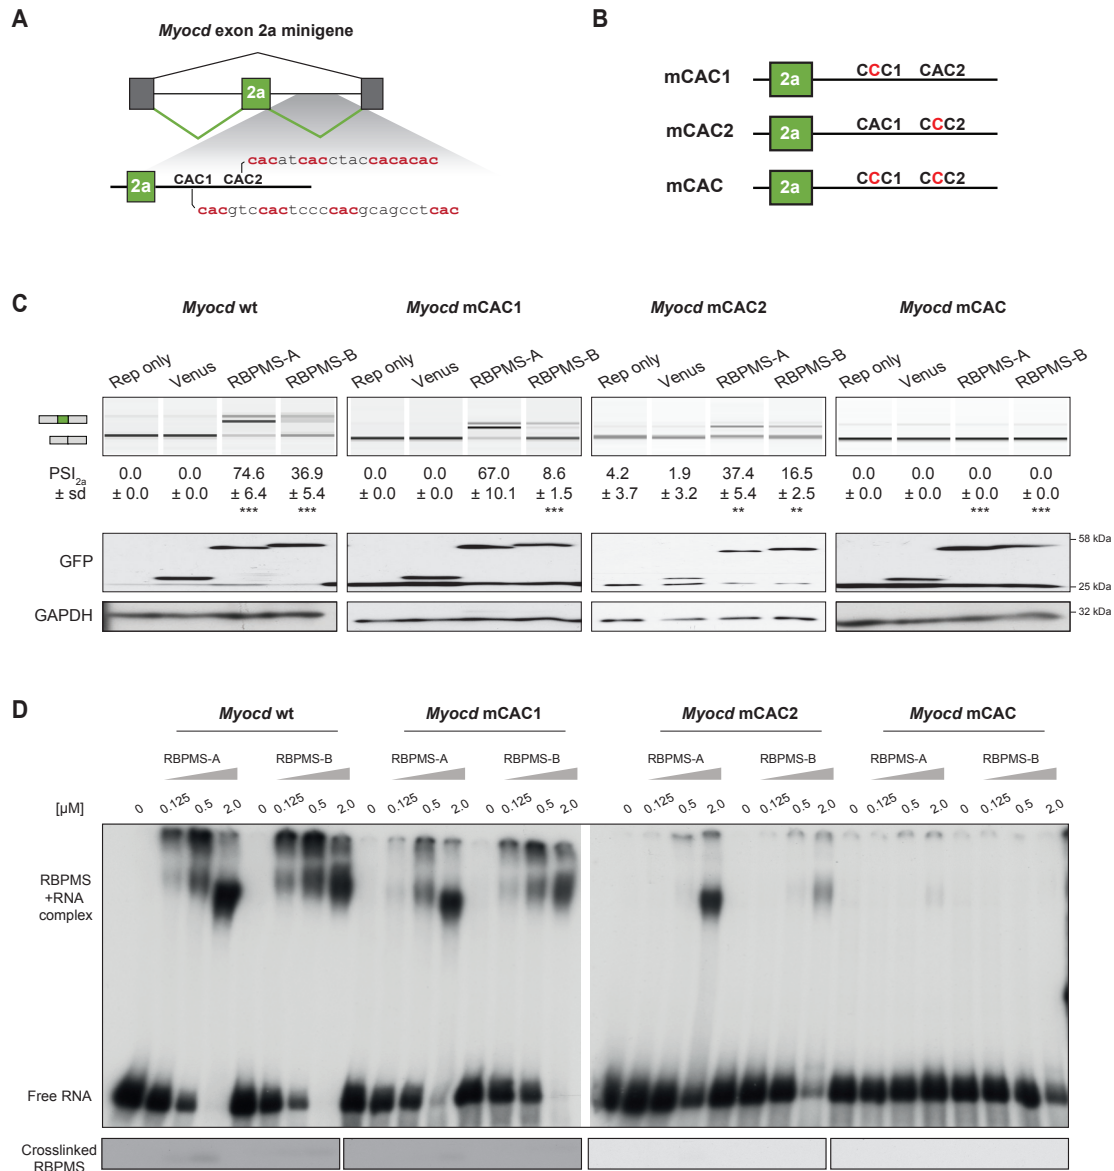 A
Myocd exon 2a minigene
2a
cacatcacctaccacacac
2a
CAC1
CAC2
cacgtccactccccacgcagcctcac
B
mCAC1
2a
CCC1
CAC2
mCAC2
2a
CAC1
CCC2
mCAC
2a
CCC1
CCC2
C
Myocd wt
Myocd mCAC1
Myocd mCAC2
Myocd mCAC
Rep only Venus RBPMS-A RBPMS-B Rep only Venus RBPMS-A RBPMS-B Rep only Venus RBPMS-A RBPMS-B Rep only Venus RBPMS-A RBPMS-B
PSI2a 0.0 0.0 74.6 36.9 0.0 0.0 67.0 8.6 4.2 1.9 37.4 16.5 0.0 0.0 0.0 0.0
± sd ± 0.0 ± 0.0 ± 6.4 ± 5.4 ± 0.0 ± 0.0 ± 10.1 ± 1.5 ± 3.7 ± 3.2 ± 5.4 ± 2.5 ± 0.0 ± 0.0 ± 0.0 ± 0.0
*** *** *** ** ** *** ***
GFP
58 kDa
25 kDa
GAPDH
32 kDa
D
Myocd wt
Myocd mCAC1
Myocd mCAC2
Myocd mCAC
RBPMS-A RBPMS-B RBPMS-A RBPMS-B RBPMS-A RBPMS-B RBPMS-A RBPMS-B
[µM] 0 0.125 0.5 2.0 0 0.125 0.5 2.0 0 0.125 0.5 2.0 0 0.125 0.5 2.0 0 0.125 0.5 2.0 0 0.125 0.5 2.0 0 0.125 0.5 2.0 0 0.125 0.5 2.0
RBPMS
+RNA
complex
Free RNA
Crosslinked
RBPMS